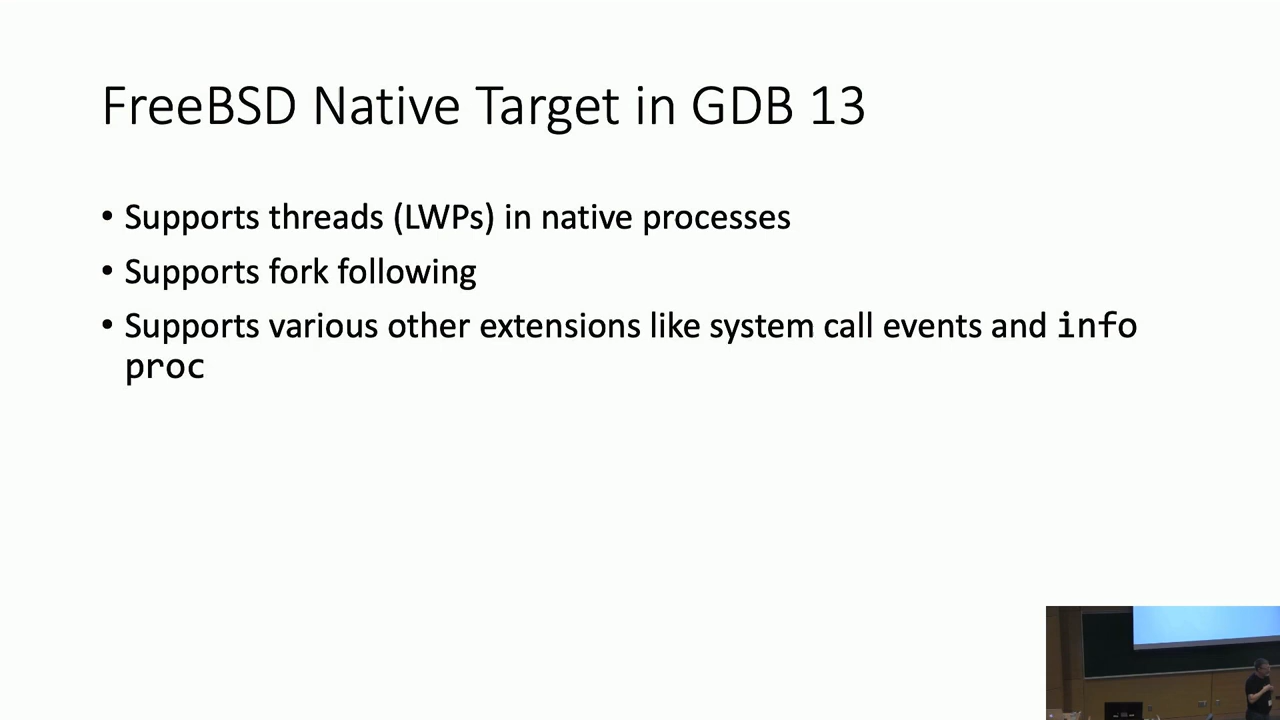 FreeBSD Native Target in GDB 13
• Supports threads (LWPs) in native processes
• Supports fork following
• Supports various other extensions like system call events and info
proc